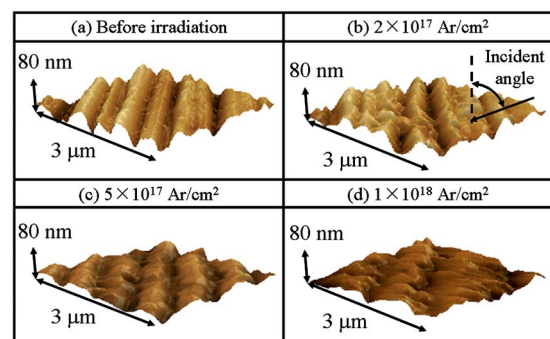 (a) Before irradiation
(b) 2×10¹⁷ Ar/cm²
80 nm
3 μm
80 nm
Incident
angle
3 μm
(c) 5×10¹⁷ Ar/cm²
(d) 1×10¹⁸ Ar/cm²
80 nm
3 μm
80 nm
3 μm